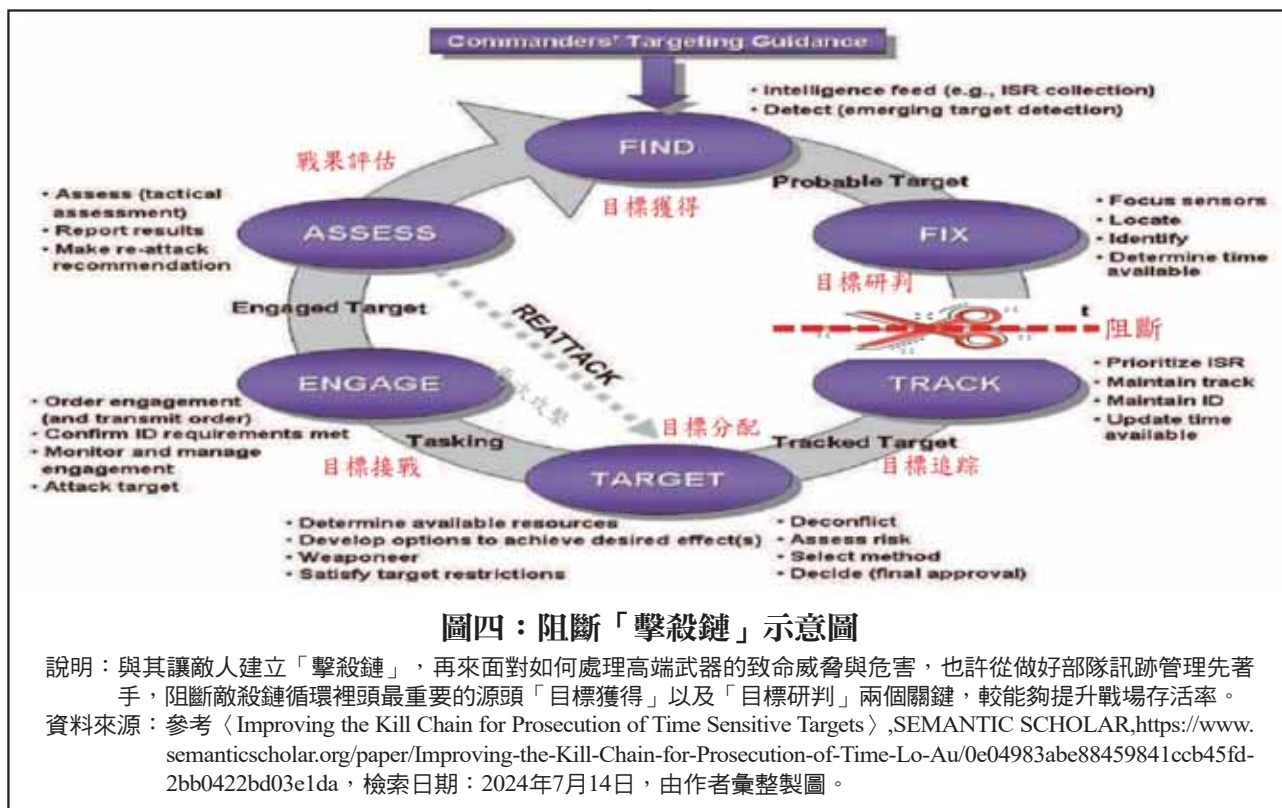 Commanders' Targeting Guidance
• Intelligence feed (e.g., ISR collection)
• Detect (emerging target detection)
FIND
目標獲得
Probable Target
FIX
目標研判
• Focus sensors
• Locate
• Identify
• Determine time
available
t
阻斷
TRACK
• Prioritize ISR
• Maintain track
• Maintain ID
• Update time
available
Tracked Target
目標追踪
目標分配
TARGET
• Determine available resources
• Develop options to achieve desired effect(s)
• Weaponeer
• Satisfy target restrictions
• Deconflict
• Assess risk
• Select method
• Decide (final approval)
Tasking
目標接戰
ENGAGE
• Order engagement
(and transmit order)
• Confirm ID requirements met
• Monitor and manage
engagement
• Attack target
Engaged Target
ASSESS
戰果評估
• Assess (tactical
assessment)
• Report results
• Make re-attack
recommendation
REATTACK
攻擊
圖四：阻斷「擊殺鏈」示意圖
說明：與其讓敵人建立「擊殺鏈」，再來面對如何處理高端武器的致命威脅與危害，也許從做好部隊訊跡管理先著
手，阻斷敵殺鏈循環裡頭最重要的源頭「目標獲得」以及「目標研判」兩個關鍵，較能夠提升戰場存活率。
資料來源：參考〈Improving the Kill Chain for Prosecution of Time Sensitive Targets〉,SEMANTIC SCHOLAR,https://www.
semanticscholar.org/paper/Improving-the-Kill-Chain-for-Prosecution-of-Time-Lo-Au/0e04983abe88459841ccb45fd-
2bb0422bd03e1da，檢索日期：2024年7月14日，由作者彙整製圖。